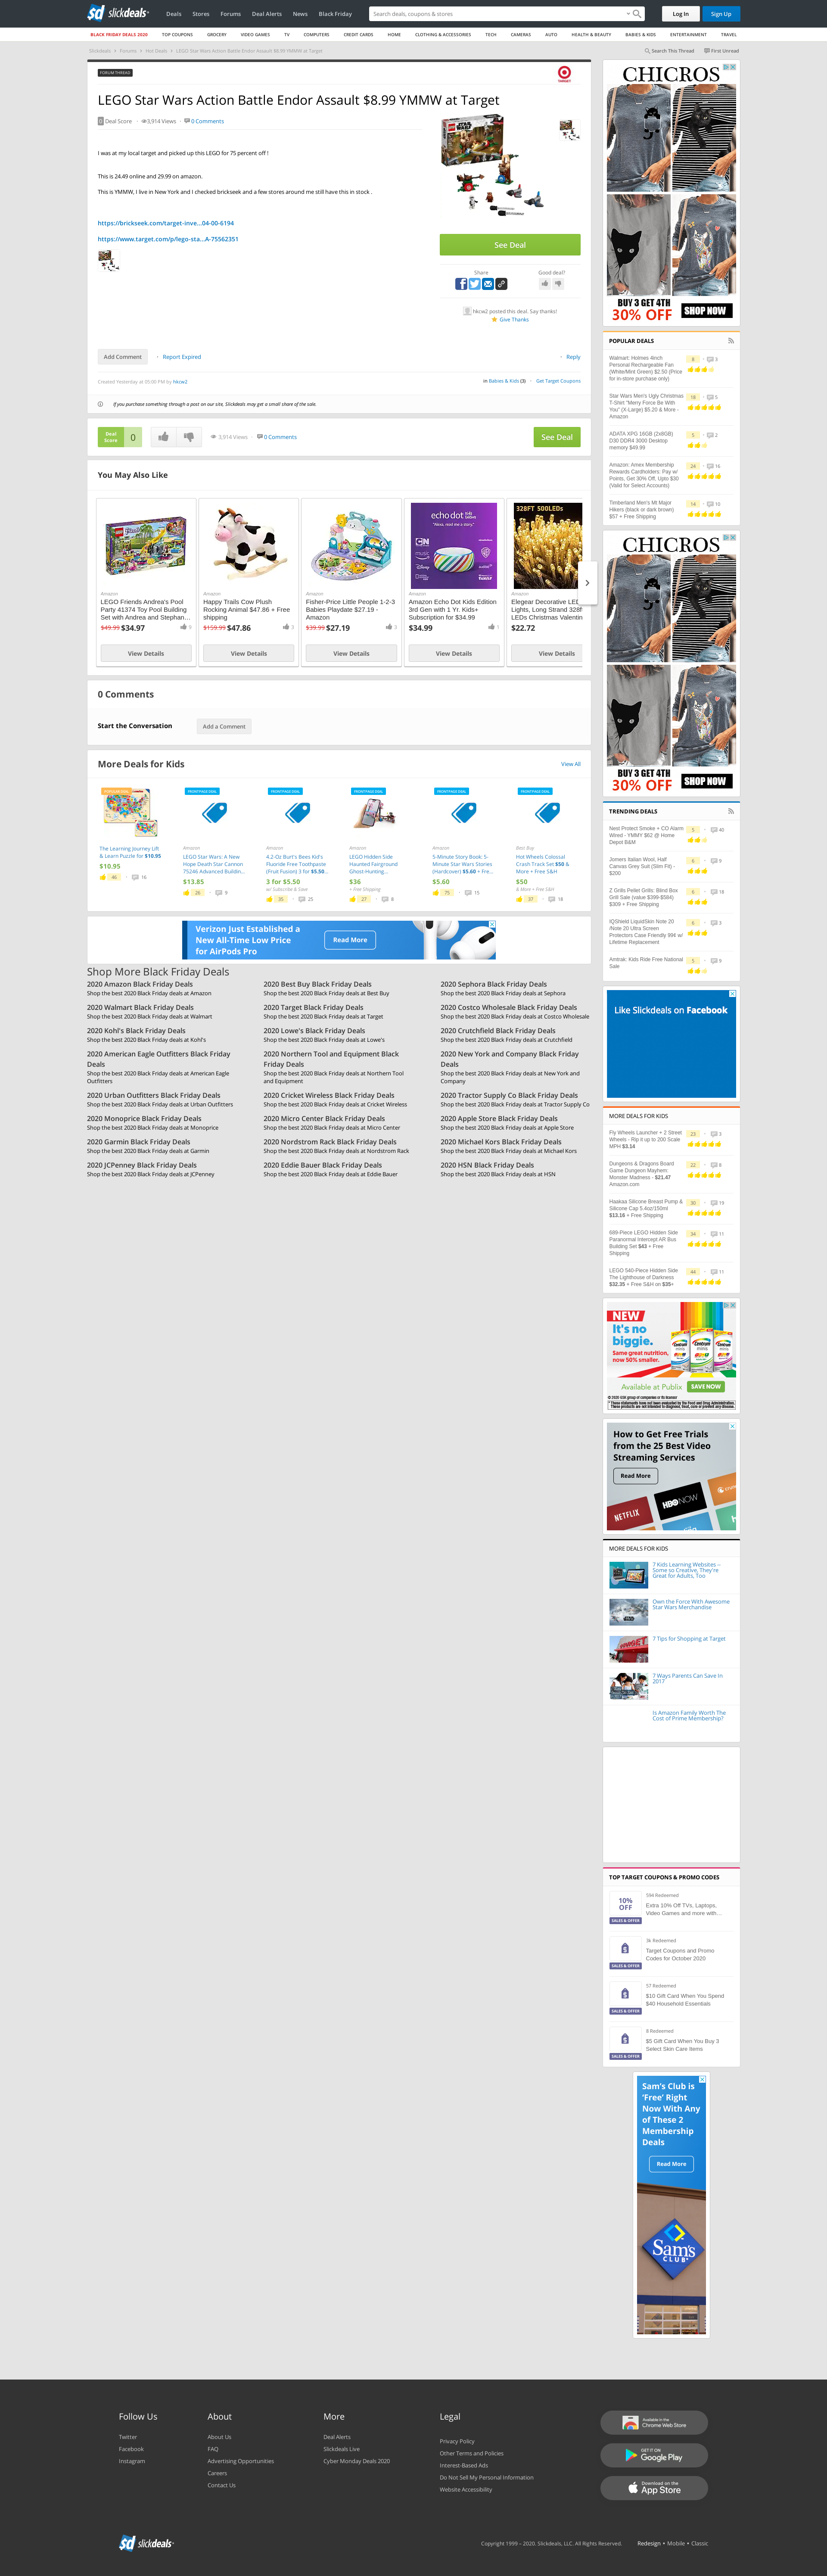 slickdeals
Deals Stores Forums Deal Alerts News Black Friday
Search deals, coupons & stores
Log In Sign Up
BLACK FRIDAY DEALS 2020 TOP COUPONS GROCERY VIDEO GAMES TV COMPUTERS CREDIT CARDS HOME CLOTHING & ACCESSORIES TECH CAMERAS AUTO HEALTH & BEAUTY BABIES & KIDS ENTERTAINMENT TRAVEL
Slickdeals › Forums › Hot Deals › LEGO Star Wars Action Battle Endor Assault $8.99 YMMW at Target
Search This Thread First Unread
FORUM THREAD
LEGO Star Wars Action Battle Endor Assault $8.99 YMMW at Target
0 Deal Score 3,914 Views 0 Comments
I was at my local target and picked up this LEGO for 75 percent off !
This is 24.49 online and 29.99 on amazon.
This is YMMW, I live in New York and I checked brickseek and a few stores around me still have this in stock .
https://brickseek.com/target-inve...04-00-6194
https://www.target.com/p/lego-sta...A-75562351
See Deal
Share Good deal?
hkcw2 posted this deal. Say thanks!
Give Thanks
Add Comment • Report Expired
Reply
Created Yesterday at 05:00 PM by hkcw2
in Babies & Kids (3) Get Target Coupons
If you purchase something through a post on our site, Slickdeals may get a small share of the sale.
Deal Score 0 3,914 Views 0 Comments See Deal
You May Also Like
Amazon
LEGO Friends Andrea's Pool Party 41374 Toy Pool Building Set with Andrea and Stephan...
$49.99 $34.97
View Details
Amazon
Happy Trails Cow Plush Rocking Animal $47.86 + Free shipping
$159.99 $47.86
View Details
Amazon
Fisher-Price Little People 1-2-3 Babies Playdate $27.19 - Amazon
$39.99 $27.19
View Details
echo dot Kids Edition
Amazon
Amazon Echo Dot Kids Edition 3rd Gen with 1 Yr. Kids+ Subscription for $34.99
$34.99
View Details
328FT 500LEDs
Amazon
Elegear Decorative LED
Lights, Long Strand 328f
LEDs Christmas Valentin
$22.72
View Details
0 Comments
Start the Conversation
Add a Comment
More Deals for Kids
View All
POPULAR DEAL
The Learning Journey Lift & Learn Puzzle for $10.95
$10.95
46 16
FRONTPAGE DEAL
Amazon
LEGO Star Wars: A New Hope Death Star Cannon 75246 Advanced Buildin...
$13.85
26 9
FRONTPAGE DEAL
Amazon
4.2-Oz Burt's Bees Kid's Fluoride Free Toothpaste (Fruit Fusion) 3 for $5.50...
3 for $5.50
w/ Subscribe & Save
35 25
FRONTPAGE DEAL
Amazon
LEGO Hidden Side Haunted Fairground Ghost-Hunting...
$36
+ Free Shipping
27 8
FRONTPAGE DEAL
Amazon
5-Minute Story Book: 5-Minute Star Wars Stories (Hardcover) $5.60 + Fre...
$5.60
75 15
FRONTPAGE DEAL
Best Buy
Hot Wheels Colossal Crash Track Set $50 & More + Free S&H
$50
& More + Free S&H
37 18
Verizon Just Established a New All-Time Low Price for AirPods Pro
Read More
Shop More Black Friday Deals
2020 Amazon Black Friday Deals
Shop the best 2020 Black Friday deals at Amazon
2020 Best Buy Black Friday Deals
Shop the best 2020 Black Friday deals at Best Buy
2020 Sephora Black Friday Deals
Shop the best 2020 Black Friday deals at Sephora
2020 Walmart Black Friday Deals
Shop the best 2020 Black Friday deals at Walmart
2020 Target Black Friday Deals
Shop the best 2020 Black Friday deals at Target
2020 Costco Wholesale Black Friday Deals
Shop the best 2020 Black Friday deals at Costco Wholesale
2020 Kohl's Black Friday Deals
Shop the best 2020 Black Friday deals at Kohl's
2020 Lowe's Black Friday Deals
Shop the best 2020 Black Friday deals at Lowe's
2020 Crutchfield Black Friday Deals
Shop the best 2020 Black Friday deals at Crutchfield
2020 American Eagle Outfitters Black Friday Deals
Shop the best 2020 Black Friday deals at American Eagle Outfitters
2020 Northern Tool and Equipment Black Friday Deals
Shop the best 2020 Black Friday deals at Northern Tool and Equipment
2020 New York and Company Black Friday Deals
Shop the best 2020 Black Friday deals at New York and Company
2020 Urban Outfitters Black Friday Deals
Shop the best 2020 Black Friday deals at Urban Outfitters
2020 Cricket Wireless Black Friday Deals
Shop the best 2020 Black Friday deals at Cricket Wireless
2020 Tractor Supply Co Black Friday Deals
Shop the best 2020 Black Friday deals at Tractor Supply Co
2020 Monoprice Black Friday Deals
Shop the best 2020 Black Friday deals at Monoprice
2020 Micro Center Black Friday Deals
Shop the best 2020 Black Friday deals at Micro Center
2020 Apple Store Black Friday Deals
Shop the best 2020 Black Friday deals at Apple Store
2020 Garmin Black Friday Deals
Shop the best 2020 Black Friday deals at Garmin
2020 Nordstrom Rack Black Friday Deals
Shop the best 2020 Black Friday deals at Nordstrom Rack
2020 Michael Kors Black Friday Deals
Shop the best 2020 Black Friday deals at Michael Kors
2020 JCPenney Black Friday Deals
Shop the best 2020 Black Friday deals at JCPenney
2020 Eddie Bauer Black Friday Deals
Shop the best 2020 Black Friday deals at Eddie Bauer
2020 HSN Black Friday Deals
Shop the best 2020 Black Friday deals at HSN
CHICROS
BUY 3 GET 4TH
30% OFF SHOP NOW
POPULAR DEALS
Walmart: Holmes 4inch Personal Rechargeable Fan (White/Mint Green) $2.50 (Price for in-store purchase only)
8 3
Star Wars Men's Ugly Christmas T-Shirt "Merry Force Be With You" (X-Large) $5.20 & More - Amazon
18 5
ADATA XPG 16GB (2x8GB) D30 DDR4 3000 Desktop memory $49.99
5 2
Amazon: Amex Membership Rewards Cardholders: Pay w/ Points, Get 30% Off, Upto $30 (Valid for Select Accounts)
24 16
Timberland Men's Mt Major Hikers (black or dark brown) $57 + Free Shipping
14 10
CHICROS
BUY 3 GET 4TH
30% OFF SHOP NOW
TRENDING DEALS
Nest Protect Smoke + CO Alarm Wired - YMMY $62 @ Home Depot B&M
5 40
Jomers Italian Wool, Half Canvas Grey Suit (Slim Fit) - $200
6 9
Z Grills Pellet Grills: Blind Box Grill Sale (value $399-$584) $309 + Free Shipping
6 18
IQShield LiquidSkin Note 20 /Note 20 Ultra Screen Protectors Case Friendly 99¢ w/ Lifetime Replacement
6 3
Amtrak: Kids Ride Free National Sale
5 9
Like Slickdeals on Facebook
MORE DEALS FOR KIDS
Fly Wheels Launcher + 2 Street Wheels - Rip it up to 200 Scale MPH $3.14
23 3
Dungeons & Dragons Board Game Dungeon Mayhem: Monster Madness - $21.47 Amazon.com
22 8
Haakaa Silicone Breast Pump & Silicone Cap 5.4oz/150ml $13.16 + Free Shipping
30 19
689-Piece LEGO Hidden Side Paranormal Intercept AR Bus Building Set $43 + Free Shipping
34 11
LEGO 540-Piece Hidden Side The Lighthouse of Darkness $32.35 + Free S&H on $35+
44 11
NEW
It's no biggie.
Same great nutrition, now 50% smaller.
Centrum
Available at Publix SAVE NOW
How to Get Free Trials from the 25 Best Video Streaming Services
Read More
NETFLIX HBO NOW
MORE DEALS FOR KIDS
7 Kids Learning Websites -- Some so Creative, They're Great for Adults, Too
Own the Force With Awesome Star Wars Merchandise
7 Tips for Shopping at Target
7 Ways Parents Can Save in 2017
Is Amazon Family Worth The Cost of Prime Membership?
TOP TARGET COUPONS & PROMO CODES
10% OFF
SALES & OFFER
594 Redeemed
Extra 10% Off TVs, Laptops, Video Games and more with...
SALES & OFFER
3k Redeemed
Target Coupons and Promo Codes for October 2020
SALES & OFFER
57 Redeemed
$10 Gift Card When You Spend $40 Household Essentials
SALES & OFFER
8 Redeemed
$5 Gift Card When You Buy 3 Select Skin Care Items
Sam's Club is 'Free' Right Now With Any of These 2 Membership Deals
Read More
Sam's CLUB
Follow Us
Twitter
Facebook
Instagram
About
About Us
FAQ
Advertising Opportunities
Careers
Contact Us
More
Deal Alerts
Slickdeals Live
Cyber Monday Deals 2020
Legal
Privacy Policy
Other Terms and Policies
Interest-Based Ads
Do Not Sell My Personal Information
Website Accessibility
Available in the Chrome Web Store
GET IT ON Google Play
Download on the App Store
slickdeals
Copyright 1999 - 2020. Slickdeals, LLC. All Rights Reserved. Redesign • Mobile • Classic